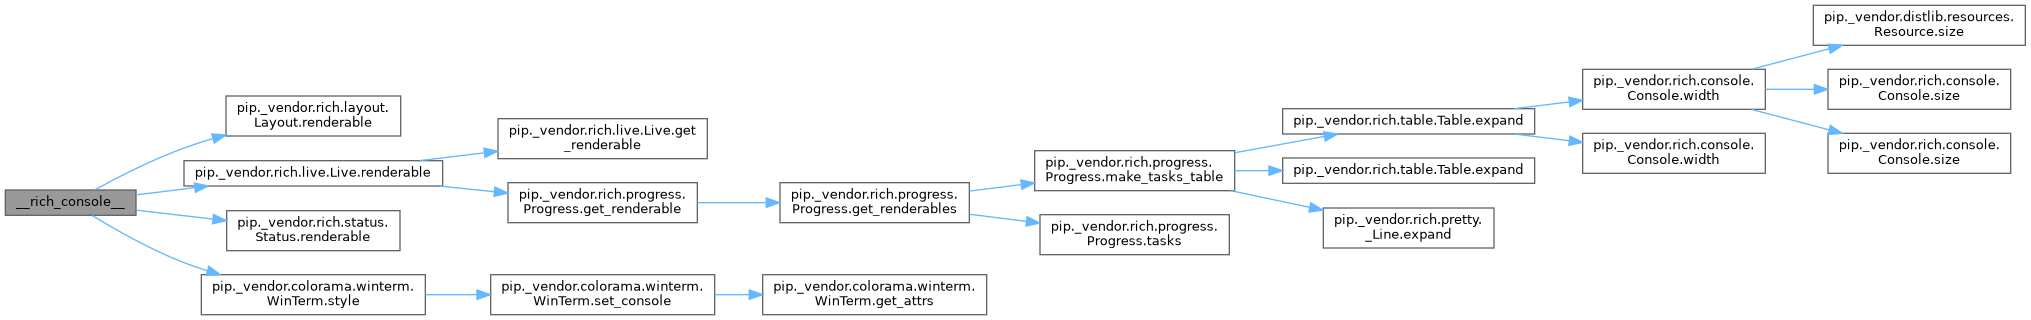 __rich_console__
pip._vendor.rich.layout.
Layout.renderable
pip._vendor.rich.live.Live.renderable
pip._vendor.rich.status.
Status.renderable
pip._vendor.colorama.winterm.
WinTerm.style
pip._vendor.rich.live.Live.get
_renderable
pip._vendor.rich.progress.
Progress.get_renderable
pip._vendor.colorama.winterm.
WinTerm.set_console
pip._vendor.rich.progress.
Progress.get_renderables
pip._vendor.colorama.winterm.
WinTerm.get_attrs
pip._vendor.rich.progress.
Progress.make_tasks_table
pip._vendor.rich.progress.
Progress.tasks
pip._vendor.rich.table.Table.expand
pip._vendor.rich.table.Table.expand
pip._vendor.rich.pretty.
_Line.expand
pip._vendor.rich.console.
Console.width
pip._vendor.rich.console.
Console.width
pip._vendor.distlib.resources.
Resource.size
pip._vendor.rich.console.
Console.size
pip._vendor.rich.console.
Console.size